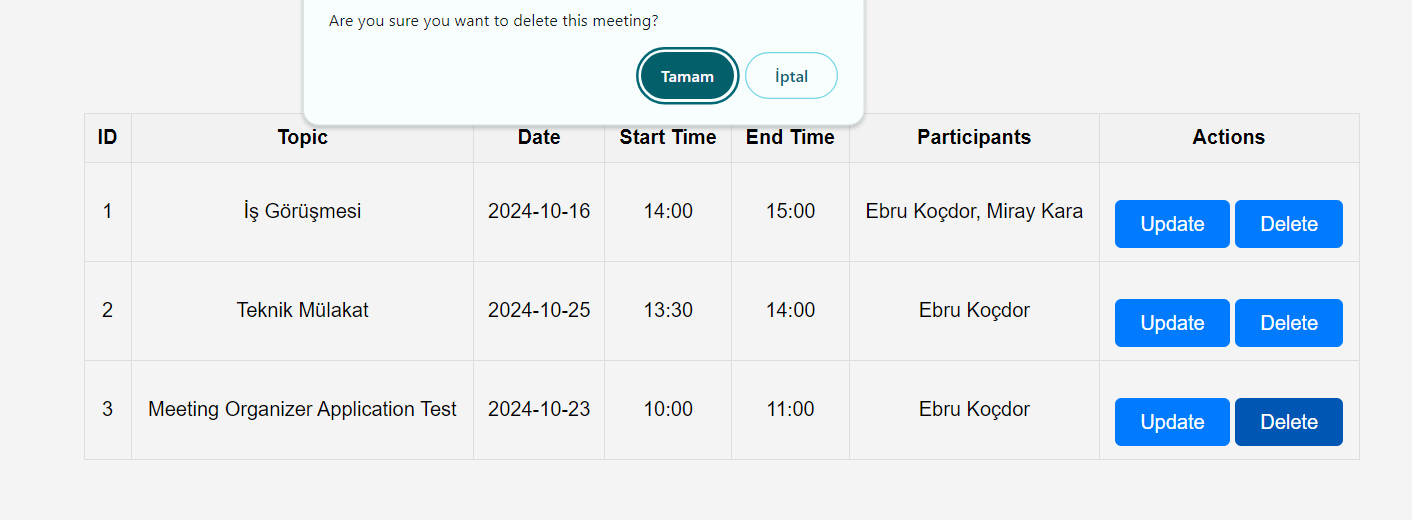 Are you sure you want to delete this meeting?
Tamam İptal
ID Topic Date Start Time End Time Participants Actions
1 İş Görüşmesi 2024-10-16 14:00 15:00 Ebru Koçdor, Miray Kara Update Delete
2 Teknik Mülakat 2024-10-25 13:30 14:00 Ebru Koçdor Update Delete
3 Meeting Organizer Application Test 2024-10-23 10:00 11:00 Ebru Koçdor Update Delete